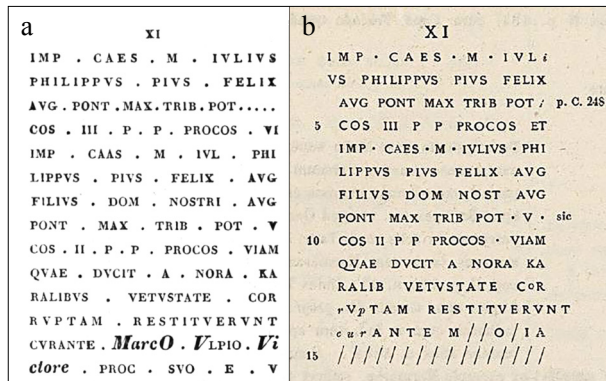 a
XI
IMP . CAES . M . IVLIVS
PHILIPPVS . PIVS . FELIX
AVG . PONT . MAX . TRIB . POT.....
COS . III . P . P . PROCOS . VI
IMP . CAAS . M . IVL . PHI
LIPPVS . PIVS . FELIX . AVG
FILIVS . DOM . NOSTRI . AVG
PONT . MAX . TRIB . POT . V
COS . II . P . P . PROCOS . VIAM
QVAE . DVCIT . A . NORA . KA
RALIBVS . VETVSTATE . COR
RVPTAM . RESTITVERVNT
CVRANTE . MarcO . VLPIO . Vi
ctore . PROC . SVO . E . V
b
XI
IMP · CAES · M · IVLi
VS PHILIPPVS PIVS FELIX
AVG PONT MAX TRIB POT i p. C. 248
5 COS III P P PROCOS ET
IMP · CAES · M · IVLIVS · PHI
LIPPVS PIVS FELIX AVG
FILIVS DOM NOST AVG
PONT MAX TRIB POT · V · sic
10 COS II P P PROCOS · VIAM
QVAE DVCIT A NORA KA
RALIB VETVSTATE CoR
rVpTAM RESTITVERVNT
curANTE M//O/IA
15 ///////////////